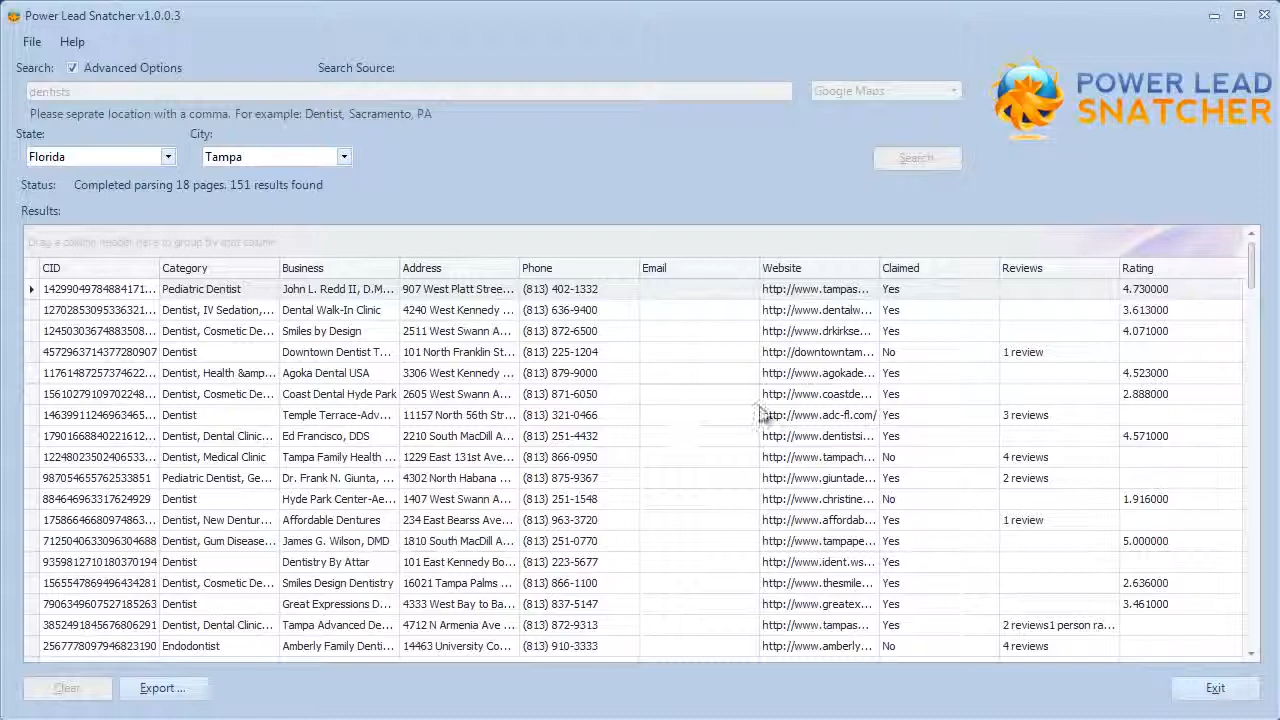 Power Lead Snatcher v1.0.0.3
File Help
Search: Advanced Options Search Source:
dentists Google Maps
POWER LEAD
SNATCHER
Please seprate location with a comma. For example: Dentist, Sacramento, PA
State: City:
Florida Tampa Search
Status: Completed parsing 18 pages. 151 results found
Results:
Drag a column header here to group by that column
CID Category Business Address Phone Email Website Claimed Reviews Rating
14299049784884171... Pediatric Dentist John L. Redd II, D.M... 907 West Platt Stree... (813) 402-1332 http://www.tampas... Yes 4.730000
12702853095336321... Dentist, IV Sedation,... Dental Walk-In Clinic 4240 West Kennedy ... (813) 636-9400 http://www.dentalw... Yes 3.613000
12450303674883508... Dentist, Cosmetic De... Smiles by Design 2511 West Swann A... (813) 872-6500 http://www.drkirkse... Yes 4.071000
4572963714377280907 Dentist Downtown Dentist T... 101 North Franklin St... (813) 225-1204 http://downtowntam... No 1 review
11761487257374622... Dentist, Health &amp... Agoka Dental USA 3306 West Kennedy ... (813) 879-9000 http://www.agokade... Yes 4.523000
15610279109702248... Dentist, Cosmetic De... Coast Dental Hyde Park 2605 West Swann A... (813) 871-6050 http://www.coastde... Yes 2.888000
14639911246963465... Dentist Temple Terrace-Adv... 11157 North 56th Str... (813) 321-0466 http://www.adc-fl.com/ Yes 3 reviews
17901668840221612... Dentist, Dental Clinic... Ed Francisco, DDS 2210 South MacDill A... (813) 251-4432 http://www.dentistsi... Yes 4.571000
12248023502406533... Dentist, Medical Clinic Tampa Family Health ... 1229 East 131st Ave... (813) 866-0950 http://www.tampach... No 4 reviews
987054655762533851 Pediatric Dentist, Ge... Dr. Frank N. Giunta, ... 4302 North Habana ... (813) 875-9367 http://www.giuntade... Yes 2 reviews
884646963317624929 Dentist Hyde Park Center-Ae... 1407 West Swann A... (813) 251-1548 http://www.christine... No 1.916000
17586646680974863... Dentist, New Dentur... Affordable Dentures 234 East Bearss Ave... (813) 963-3720 http://www.affordab... Yes 1 review
7125040633096304688 Dentist, Gum Disease... James G. Wilson, DMD 1810 South MacDill A... (813) 251-0770 http://www.tampape... Yes 5.000000
9359812720180370194 Dentist Dentistry By Attar 101 East Kennedy Bo... (813) 223-5677 http://www.ident.ws... Yes
1565547869496434281 Dentist, Cosmetic De... Smiles Design Dentistry 16021 Tampa Palms ... (813) 866-1100 http://www.thesmile... Yes 2.636000
7906349607527185263 Dentist Great Expressions D... 4333 West Bay to Ba... (813) 837-5147 http://www.greatex... Yes 3.461000
3852491845676806291 Dentist, Dental Clinic... Tampa Advanced De... 4712 N Armenia Ave ... (813) 872-9313 http://www.tampas... Yes 2 reviews1 person ra...
2567778097946823190 Endodontist Amberly Family Denti... 14463 University Co... (813) 910-3333 http://www.amberly... No 4 reviews
Clear Export ... Exit